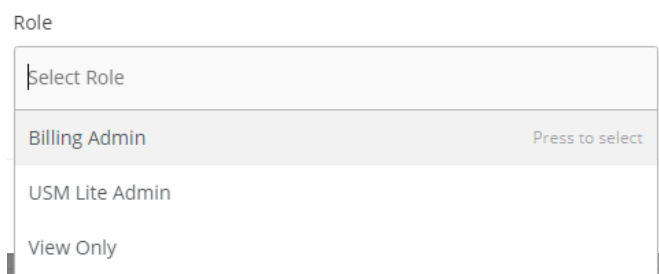 Role
Select Role
Billing Admin Press to select
USM Lite Admin
View Only